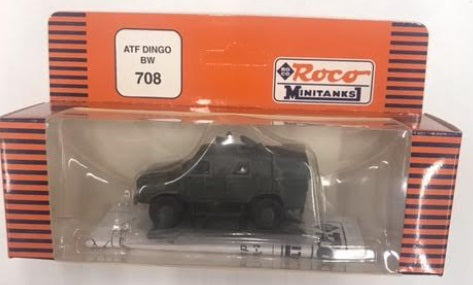 ATF DINGO
BW
708
Roco
MINITANKS